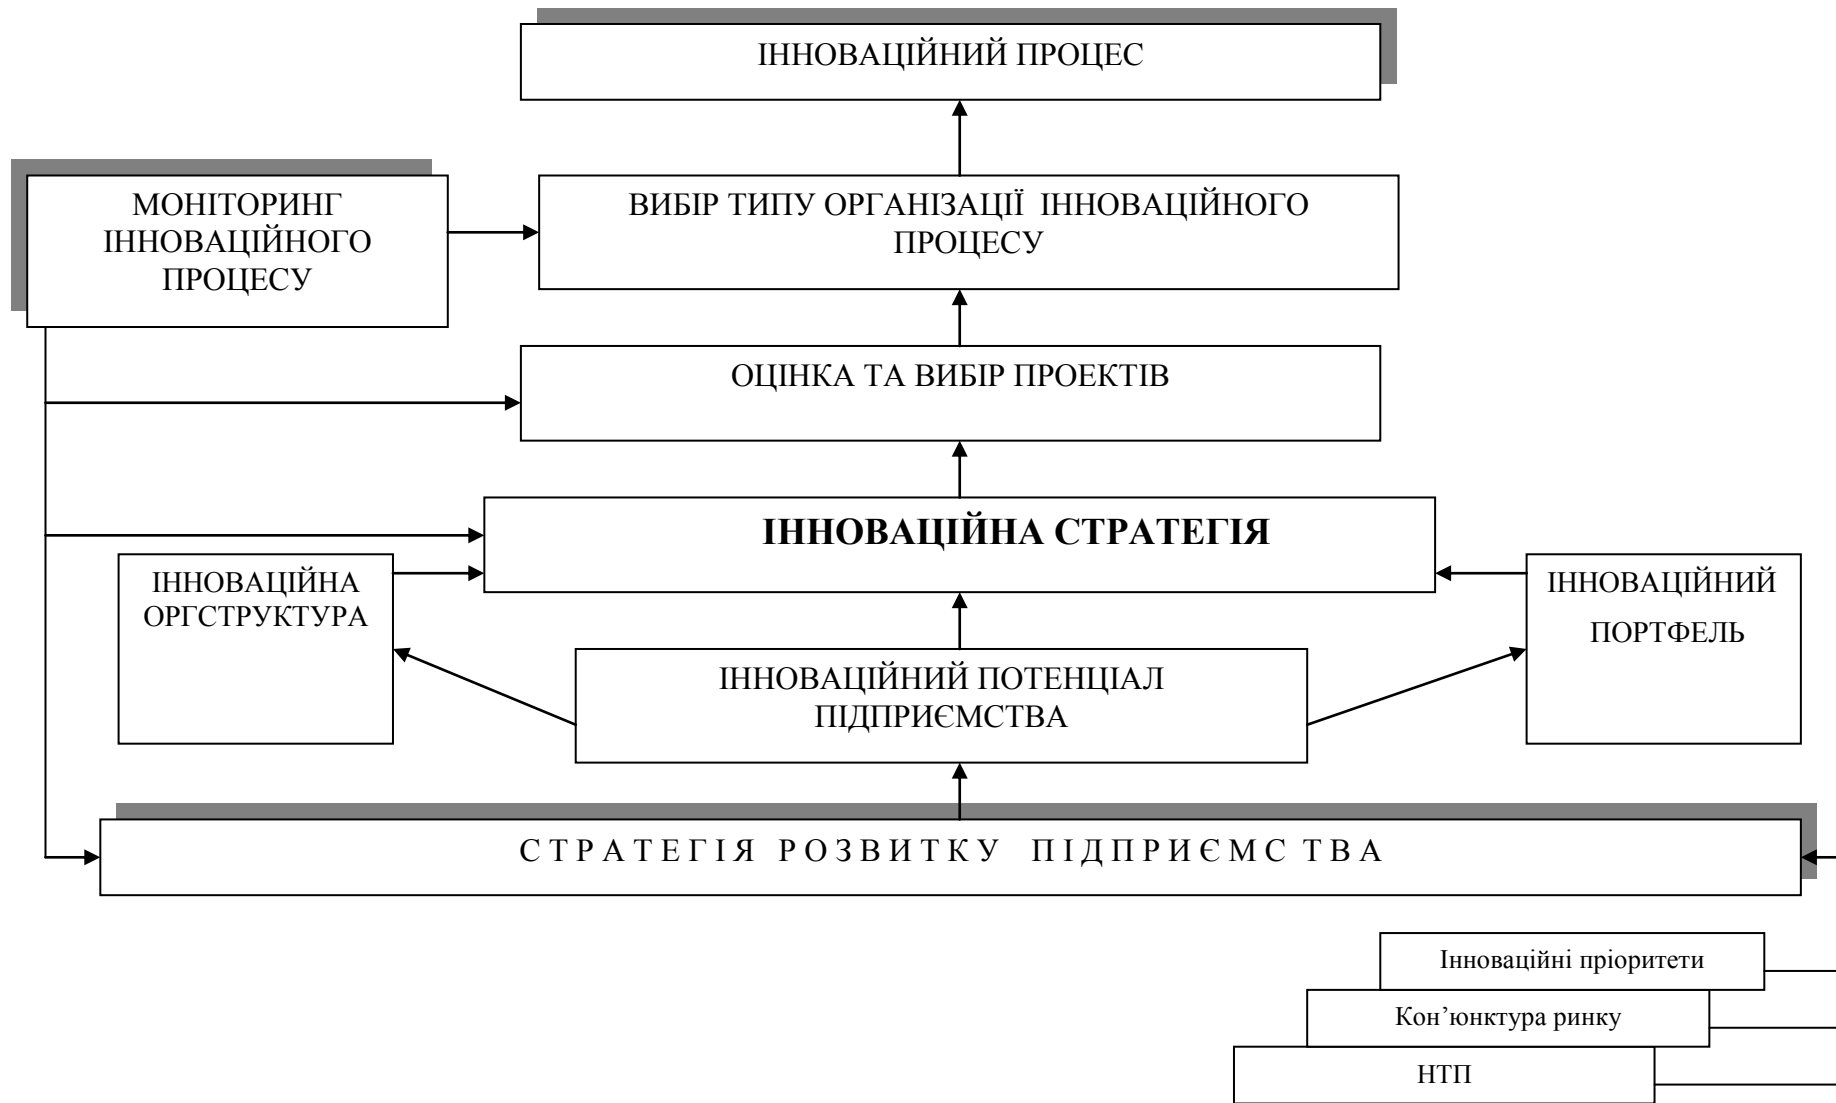 ІННОВАЦІЙНИЙ ПРОЦЕС
МОНІТОРИНГ
ІННОВАЦІЙНОГО
ПРОЦЕСУ
ВИБІР ТИПУ ОРГАНІЗАЦІЇ ІННОВАЦІЙНОГО
ПРОЦЕСУ
ОЦІНКА ТА ВИБІР ПРОЕКТІВ
ІННОВАЦІЙНА СТРАТЕГІЯ
ІННОВАЦІЙНА
ОРГСТРУКТУРА
ІННОВАЦІЙНИЙ
ПОРТФЕЛЬ
ІННОВАЦІЙНИЙ ПОТЕНЦІАЛ
ПІДПРИЄМСТВА
С Т Р А Т Е Г І Я Р О З В И Т К У П І Д П Р И Є М С Т В А
Інноваційні пріоритети
Кон’юнктура ринку
НТП